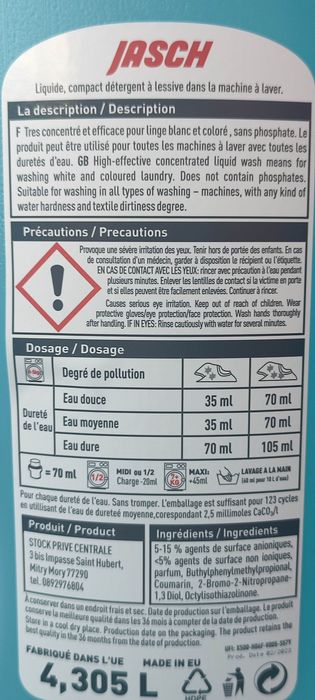 JASCH
Liquide, compact détergent à lessive dans la machine à laver.
La description / Description
F Tres concentré et efficace pour linge blanc et coloré, sans phosphate. Le
produit peut être utilisé pour toutes les machines à laver avec toutes les
duretés d'eau. GB High-effective concentrated liquid wash means for
washing white and coloured laundry. Does not contain phosphates.
Suitable for washing in all types of washing – machines, with any kind of
water hardness and textile dirtiness degree.
Précautions / Precautions
Provoque une sévère irritation des yeux. Tenir hors de portée des enfants. En cas
de consultation d'un médecin, garder à disposition le récipient ou l'étiquette.
EN CAS DE CONTACT AVEC LES YEUX: rincer avec précaution à l'eau pendant
plusieurs minutes. Enlever les lentilles de contact si la victime en porte
et si elles peuvent être facilement enlevées. Continuer à rincer.
Causes serious eye irritation. Keep out of reach of children. Wear
protective gloves/eye protection/face protection. Wash hands thoroughly
after handling. IF IN EYES: Rinse cautiously with water for several minutes.
Dosage / Dosage
Degré de pollution
Dureté de l'eau
Eau douce 35 ml 70 ml
Eau moyenne 35 ml 70 ml
Eau dure 70 ml 105 ml
= 70 ml 1/2 MIDI ou 1/2 Charge -20ml 7+ KG MAXI: +45ml LAVAGE A LA MAIN
Pour chaque dureté de l'eau. Sans tromper. L'emballage est suffisant pour 123 cycles
en utilisant de l'eau de dureté moyenne, corespondant 2,5 millimoles CaCO₃/l
Produit / Product
STOCK PRIVE CENTRALE
3 bis Impasse Saint Hubert,
Mitry Mory 77290
tel. 0892976804
Ingrédients / Ingredients
5-15 % agents de surface anioniques,
<5% agents de surface non ioniques,
parfum, Buthylphenylmethylpropional,
Coumarin, 2-Bromo-2-Nitropropane-
1,3 Diol, Octylisothiazolinone.
A conserver dans un endroit frais et sec. Date de production sur l'emballage. Le produit
conserve la meilleure qualité dans les 36 mois à compter de la date de production.
Store in a cool dry place. Production date on the packaging. The product retains the
best quality in the 36 months from the date of production.
FABRIQUÉ DANS L'UE MADE IN EU
4,305 L
HDPE